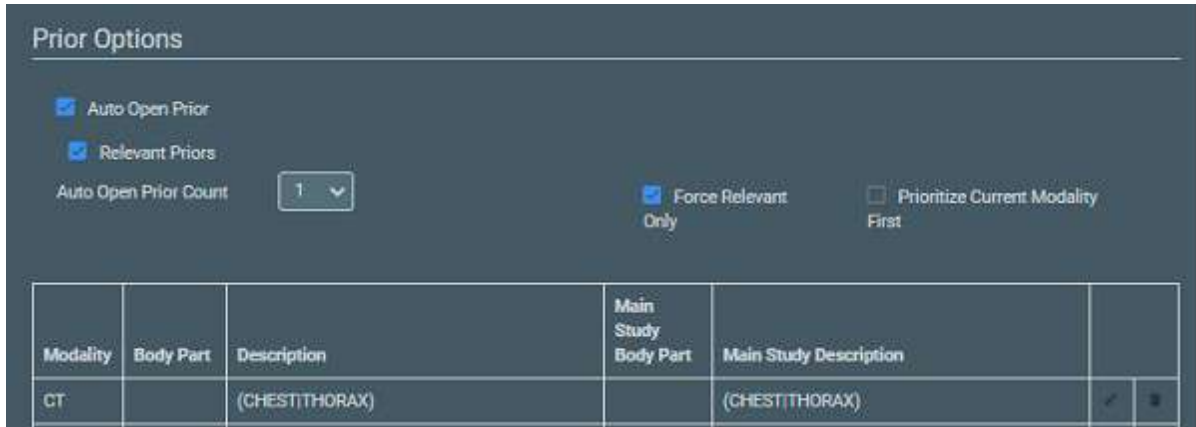 Prior Options
Auto Open Prior
Relevant Priors
Auto Open Prior Count 1
Force Relevant Only
Prioritize Current Modality First
Modality Body Part Description Main Study Body Part Main Study Description
CT (CHEST|THORAX) (CHEST|THORAX)